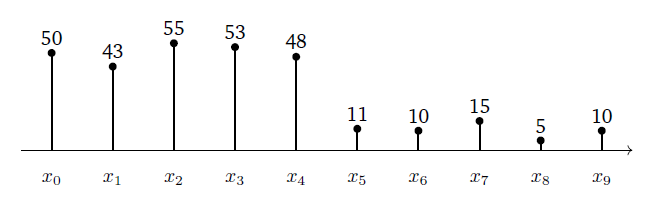 50 43 55 53 48 11 10 15 5 10
x₀ x₁ x₂ x₃ x₄ x₅ x₆ x₇ x₈ x₉